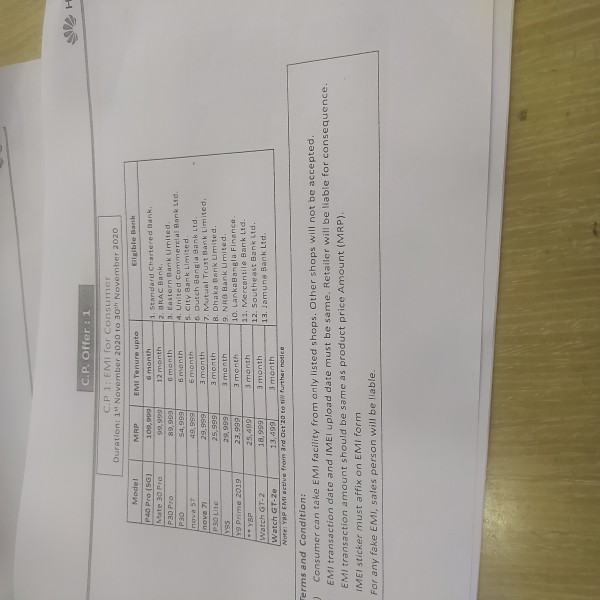 H
C.P. Offer : 1
C.P 1: EMI for Consumer
Duration: 1st November 2020 to 30th November 2020
Model MRP EMI Tenure upto Eligible Bank
P40 Pro (5G) 109,999 6 month
Mate 30 Pro 99,999 12 month
P30 Pro 89,999 6 month
P30 54,999 6 month
nova 5T 49,999 6 month
nova 7i 29,999 3 month
P30 Lite 25,999 3 month
Y9S 29,999 3 month
Y9 Prime 2019 23,999 3 month
**Y8P 25,499 3 month
Watch GT-2 18,999 3 month
Watch GT-2e 13,499 3 month
1. Standard Chartered Bank.
2. BRAC Bank.
3. Eastern Bank Limited.
4. United Commercial Bank Ltd.
5. City Bank Limited.
6. Dutch Bangla Bank Ltd.
7. Mutual Trust Bank Limited.
8. Dhaka Bank Limited.
9. NRB Bank Limited.
10. LankaBangla Finance.
11. Mercantile Bank Ltd.
12. Southeast Bank Ltd.
13. Jamuna Bank Ltd.
Note: Y8P EMI active from 3rd Oct'20 to till further notice
Terms and Condition:
) Consumer can take EMI facility from only listed shops. Other shops will not be accepted.
EMI transaction date and IMEI upload date must be same. Retailer will be liable for consequence.
EMI transaction amount should be same as product price Amount (MRP).
IMEI sticker must affix on EMI form
For any fake EMI, sales person will be liable.